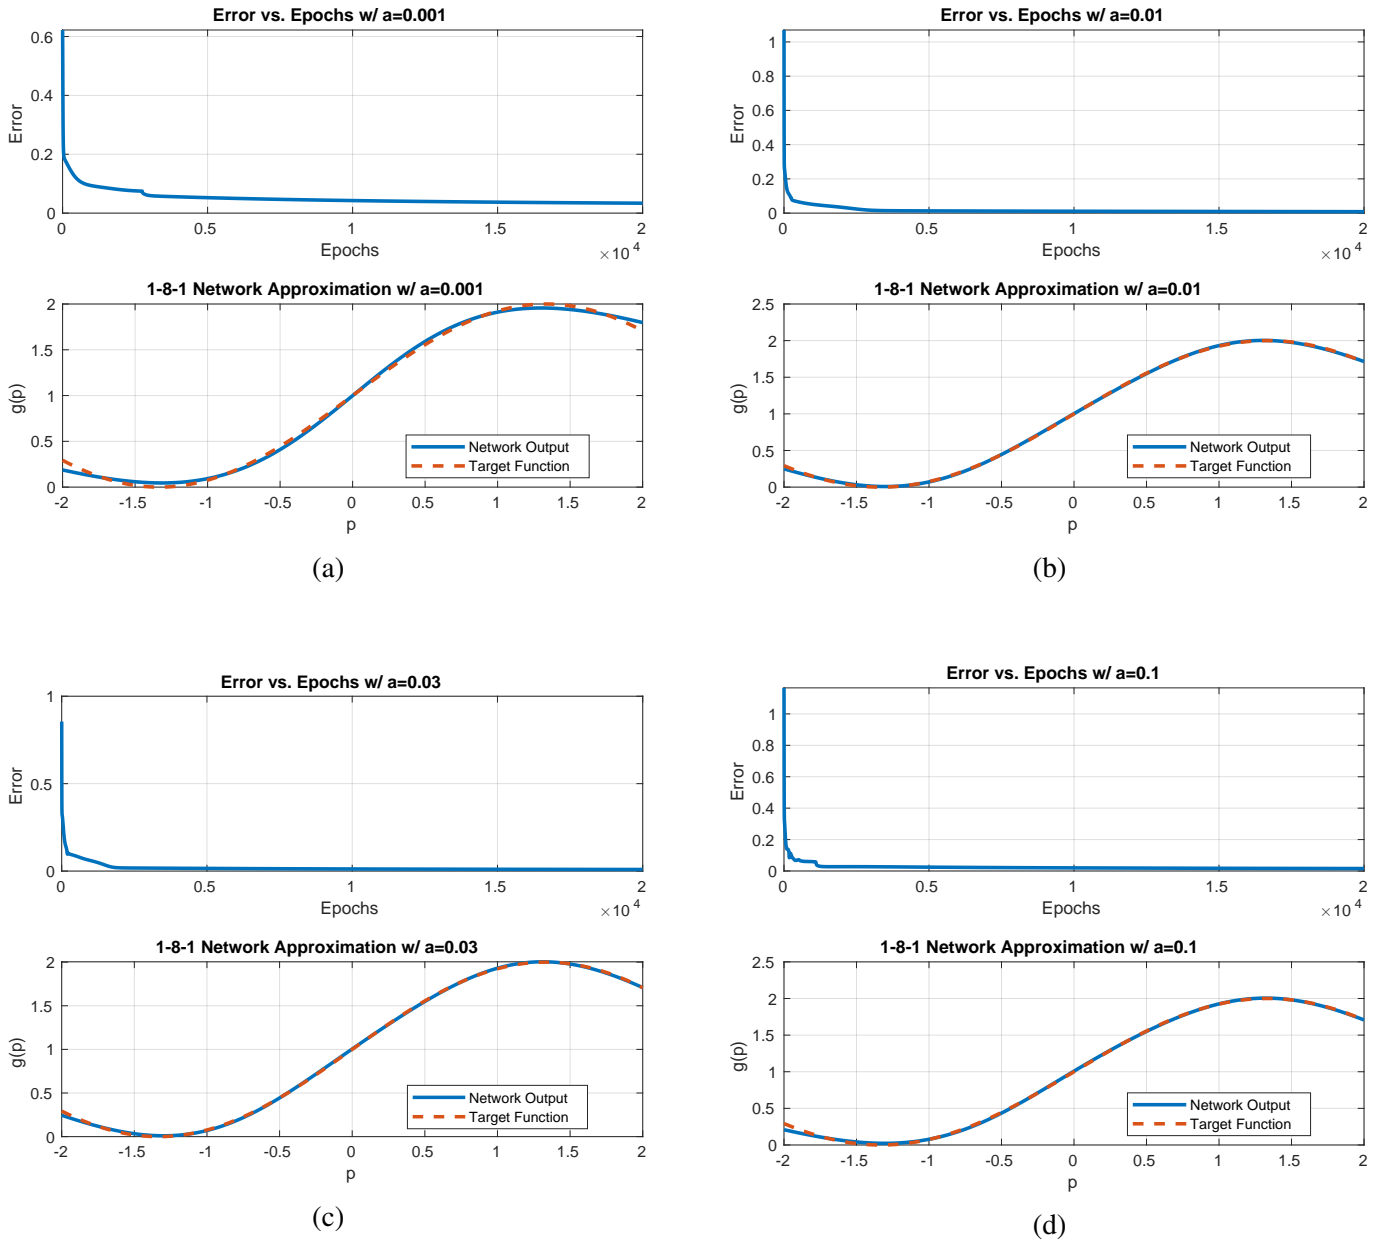 Error vs. Epochs w/ a=0.001
0.6
0.4
0.2
0
Error
0 0.5 1 1.5 2
Epochs
×10 4
1-8-1 Network Approximation w/ a=0.001
2
1.5
1
0.5
0
g(p)
Network Output
Target Function
-2 -1.5 -1 -0.5 0 0.5 1 1.5 2
p
(a)
Error vs. Epochs w/ a=0.01
1
0.8
0.6
0.4
0.2
0
Error
0 0.5 1 1.5 2
Epochs
×10 4
1-8-1 Network Approximation w/ a=0.01
2.5
2
1.5
1
0.5
0
g(p)
Network Output
Target Function
-2 -1.5 -1 -0.5 0 0.5 1 1.5 2
p
(b)
Error vs. Epochs w/ a=0.03
1
0.5
0
Error
0 0.5 1 1.5 2
Epochs
×10 4
1-8-1 Network Approximation w/ a=0.03
2
1.5
1
0.5
0
g(p)
Network Output
Target Function
-2 -1.5 -1 -0.5 0 0.5 1 1.5 2
p
(c)
Error vs. Epochs w/ a=0.1
1
0.8
0.6
0.4
0.2
0
Error
0 0.5 1 1.5 2
Epochs
×10 4
1-8-1 Network Approximation w/ a=0.1
2.5
2
1.5
1
0.5
0
g(p)
Network Output
Target Function
-2 -1.5 -1 -0.5 0 0.5 1 1.5 2
p
(d)